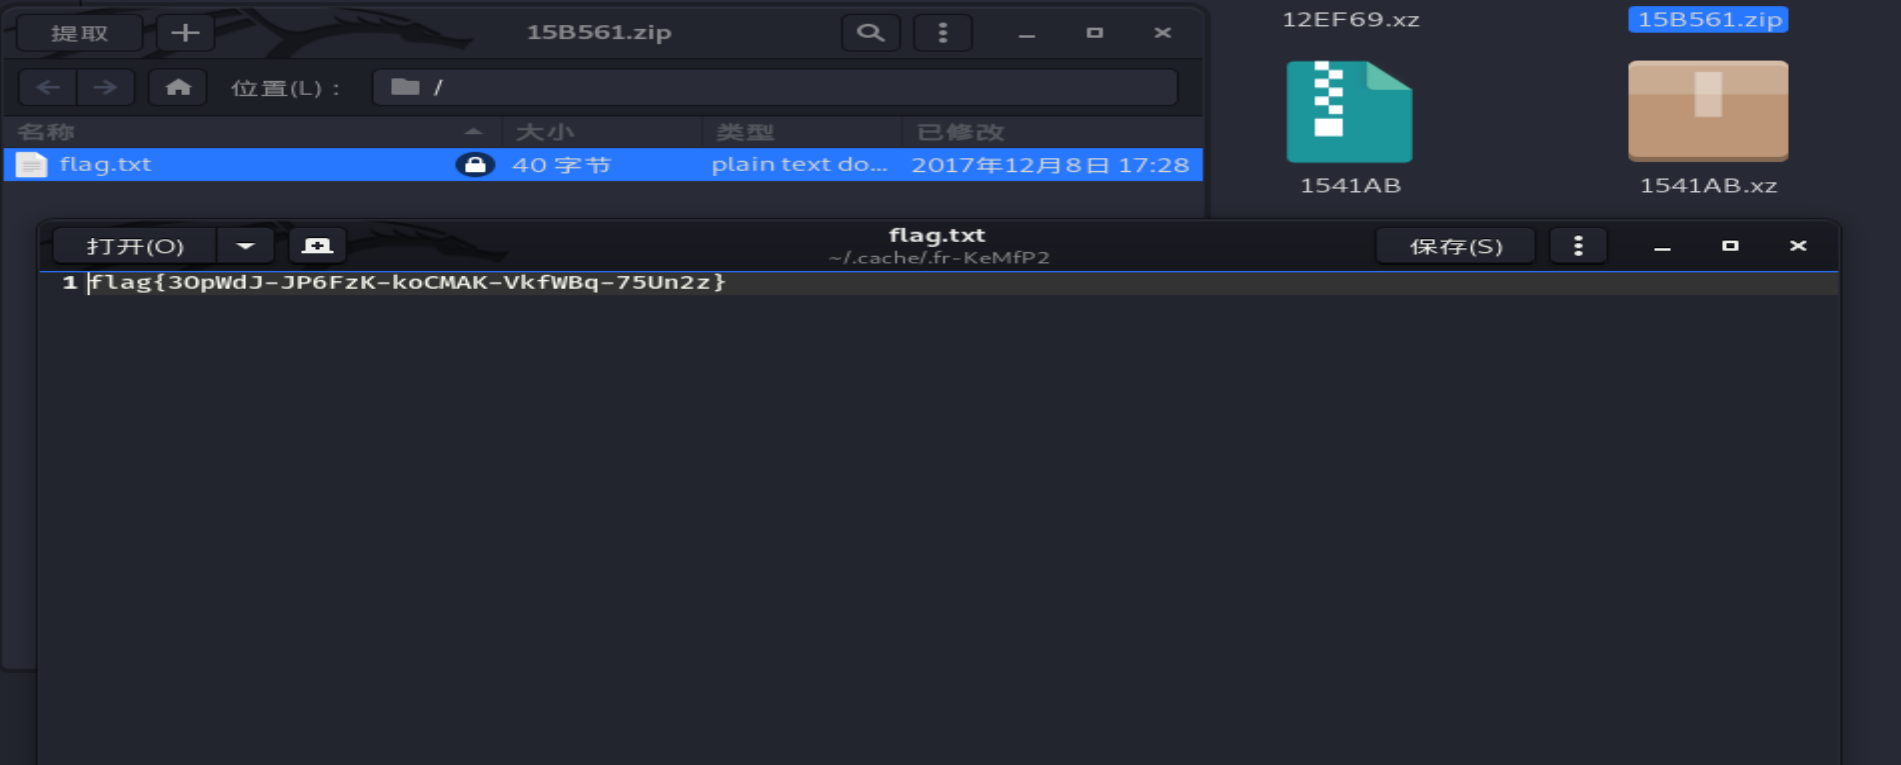 提取
15B561.zip
位置(L)：
/
名称 大小 类型 已修改
flag.txt 40 字节 plain text do... 2017年12月8日 17:28
12EF69.xz
15B561.zip
1541AB
1541AB.xz
打开(O)
flag.txt
~/.cache/.fr-KeMfP2
保存(S)
1 flag{3OpWdJ-JP6FzK-koCMAK-VkfWBq-75Un2z}